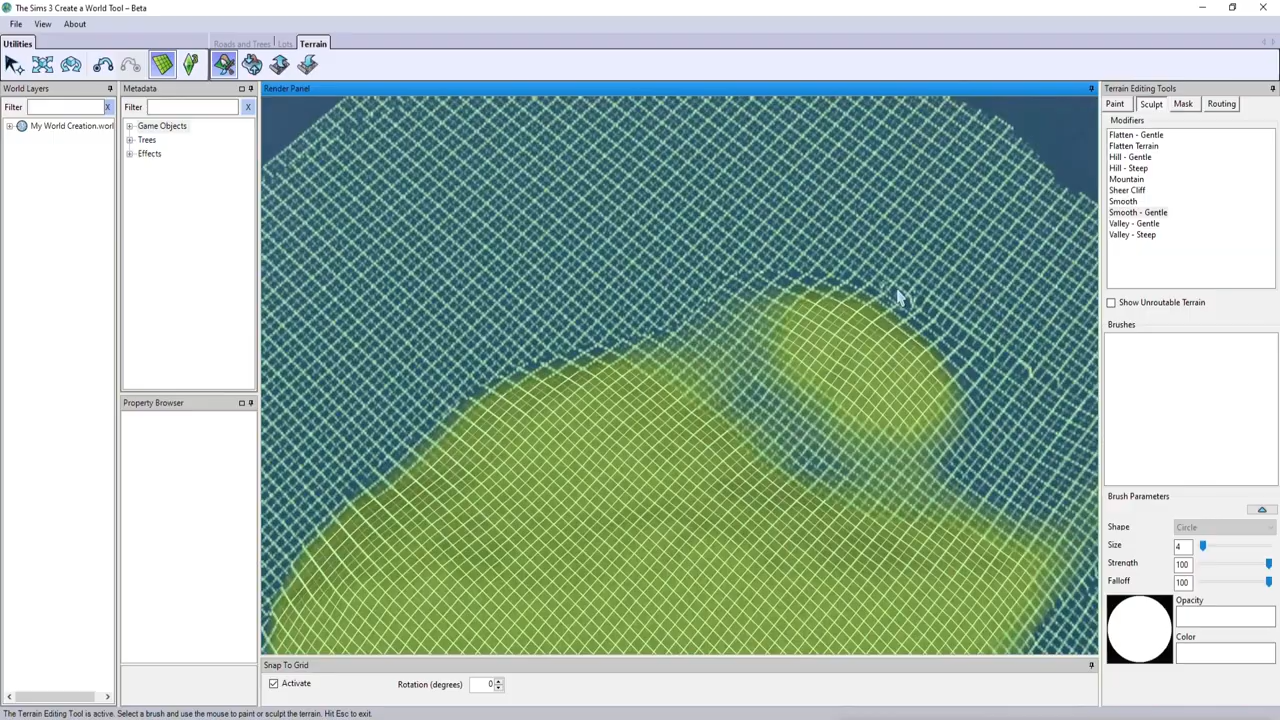 The Sims 3 Create a World Tool – Beta
File View About
Utilities Roads and Trees Lots Terrain
World Layers
Filter X
My World Creation.worl
Metadata
Filter X
Game Objects
Trees
Effects
Property Browser
Render Panel
Snap To Grid
Activate Rotation (degrees) 0
Terrain Editing Tools
Paint Sculpt Mask Routing
Modifiers
Flatten - Gentle
Flatten Terrain
Hill - Gentle
Hill - Steep
Mountain
Sheer Cliff
Smooth
Smooth - Gentle
Valley - Gentle
Valley - Steep
Show Unroutable Terrain
Brushes
Brush Parameters
Shape Circle
Size 4
Strength 100
Falloff 100
Opacity
Color
The Terrain Editing Tool is active. Select a brush and use the mouse to paint or sculpt the terrain. Hit Esc to exit.